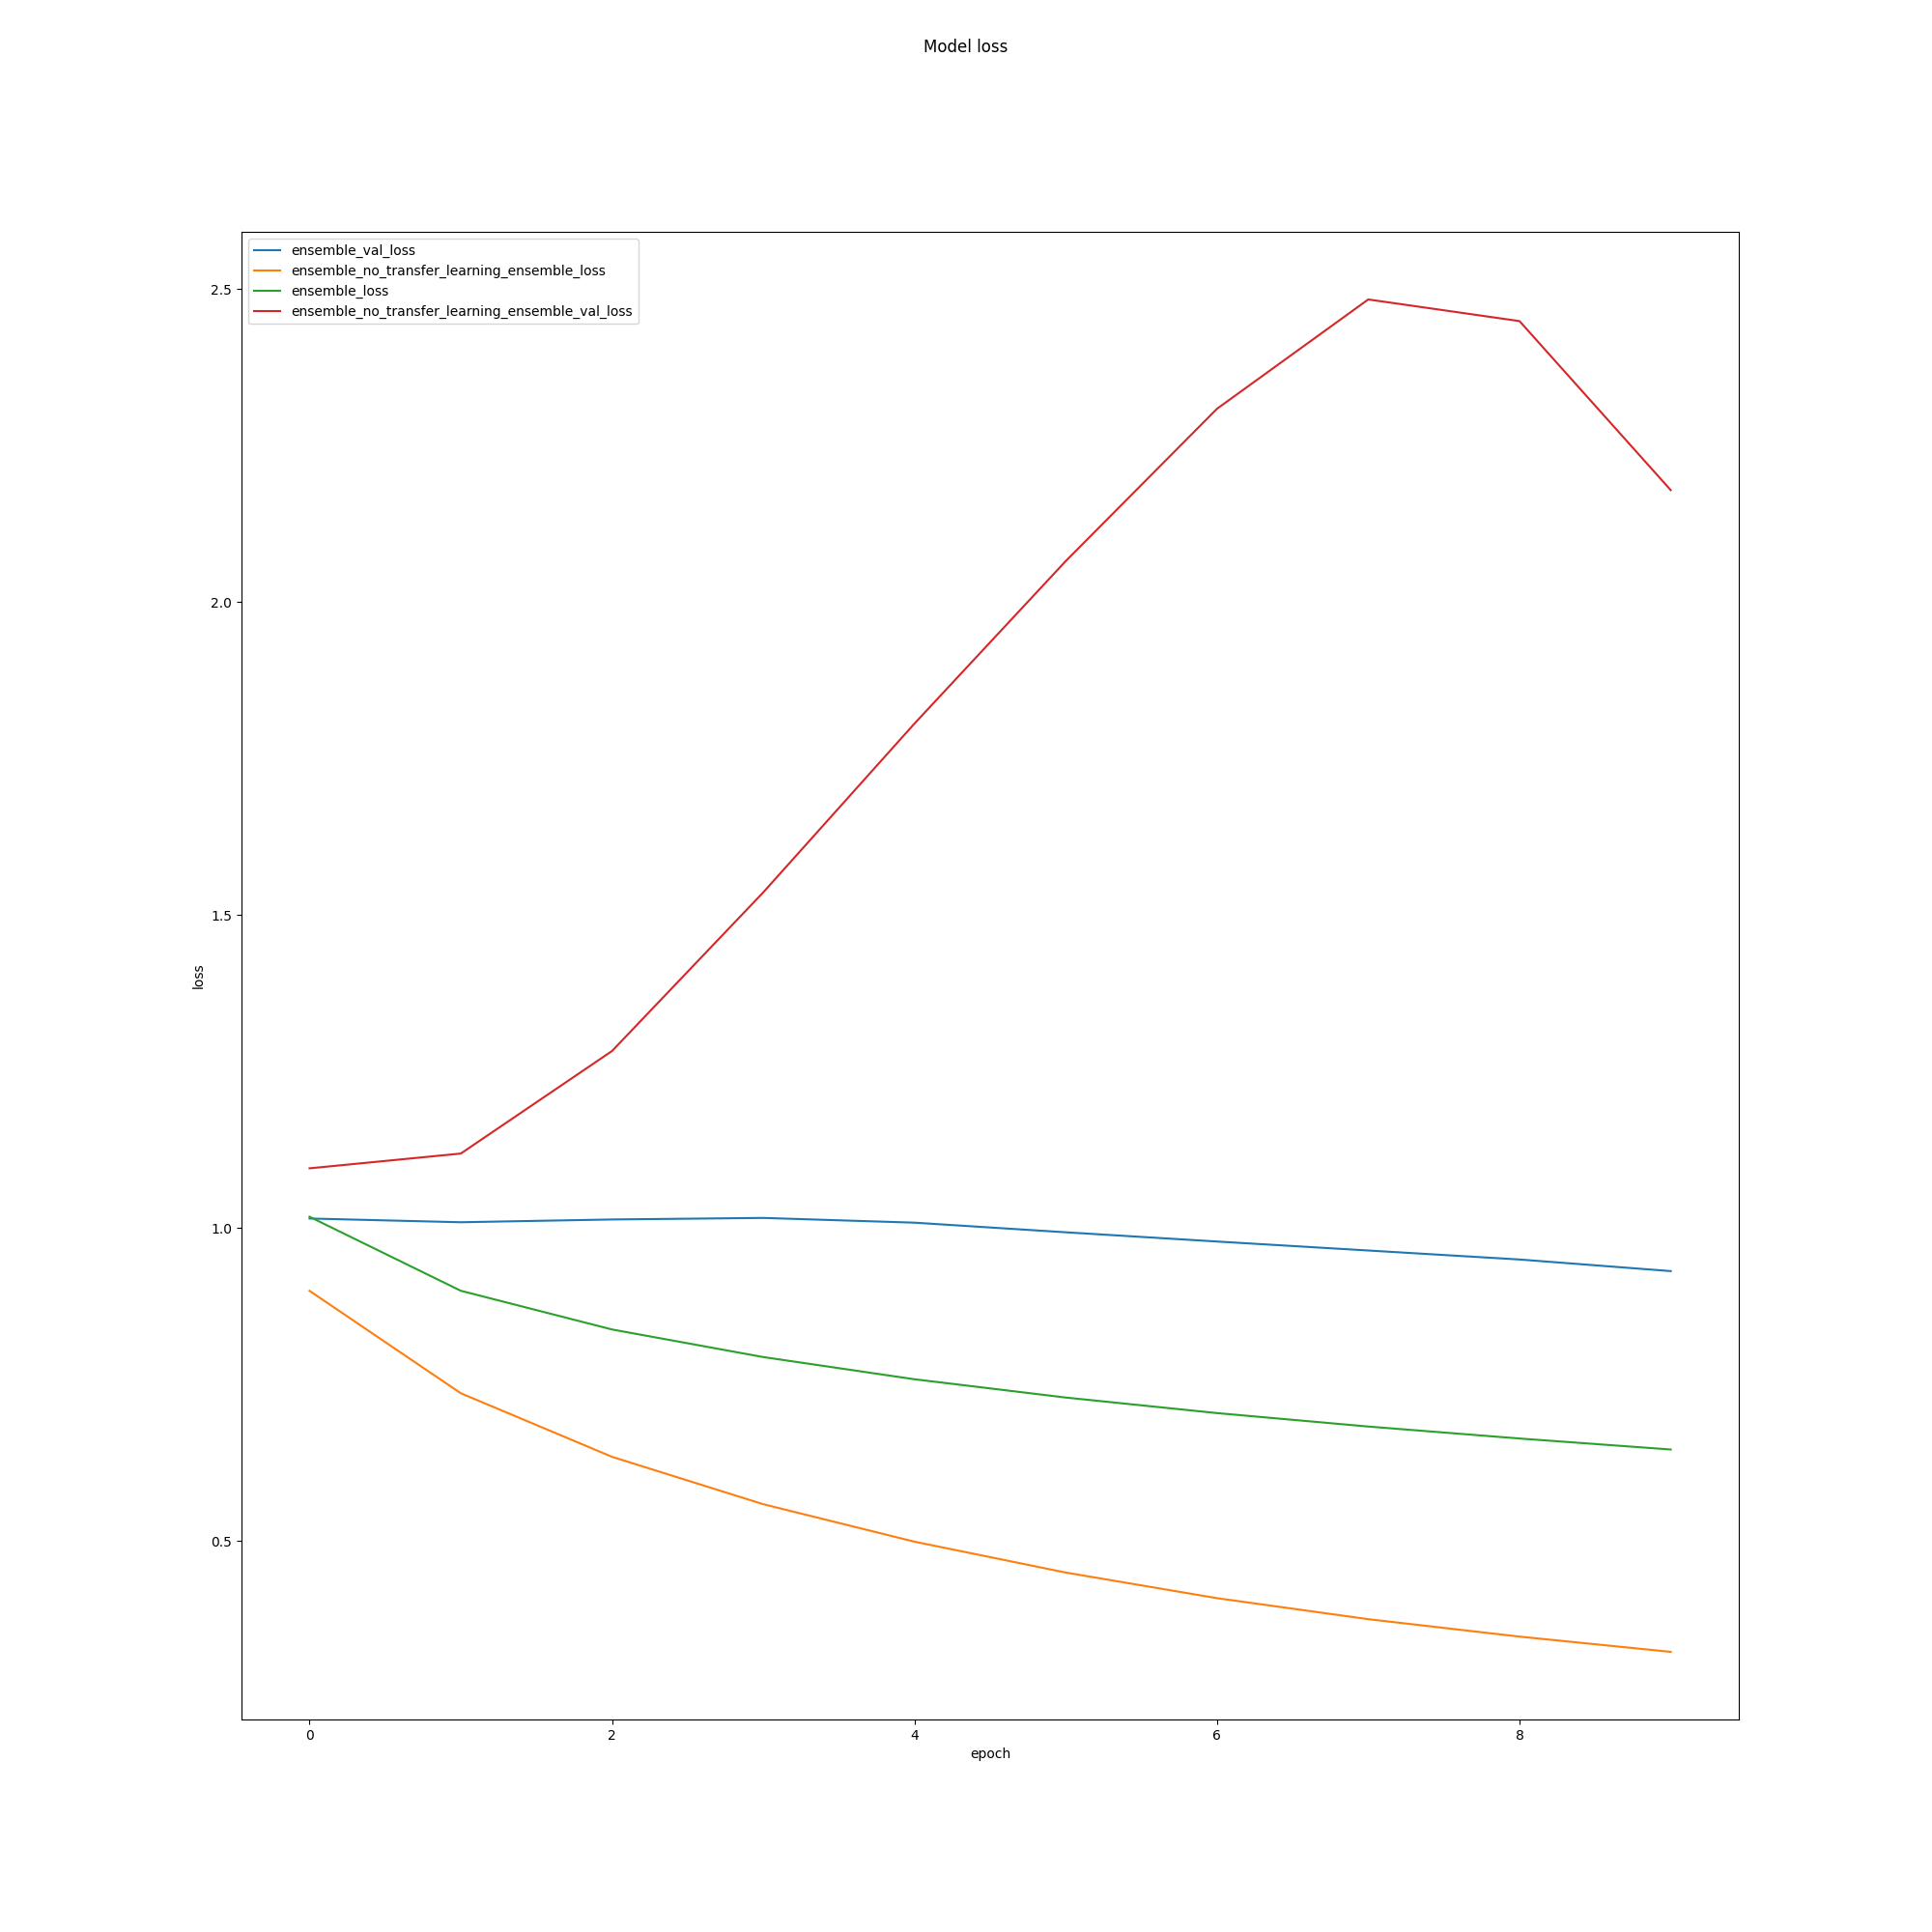 Model loss
ensemble_val_loss
ensemble_no_transfer_learning_ensemble_loss
ensemble_loss
ensemble_no_transfer_learning_ensemble_val_loss
2.5
2.0
1.5
1.0
0.5
loss
0 2 4 6 8
epoch